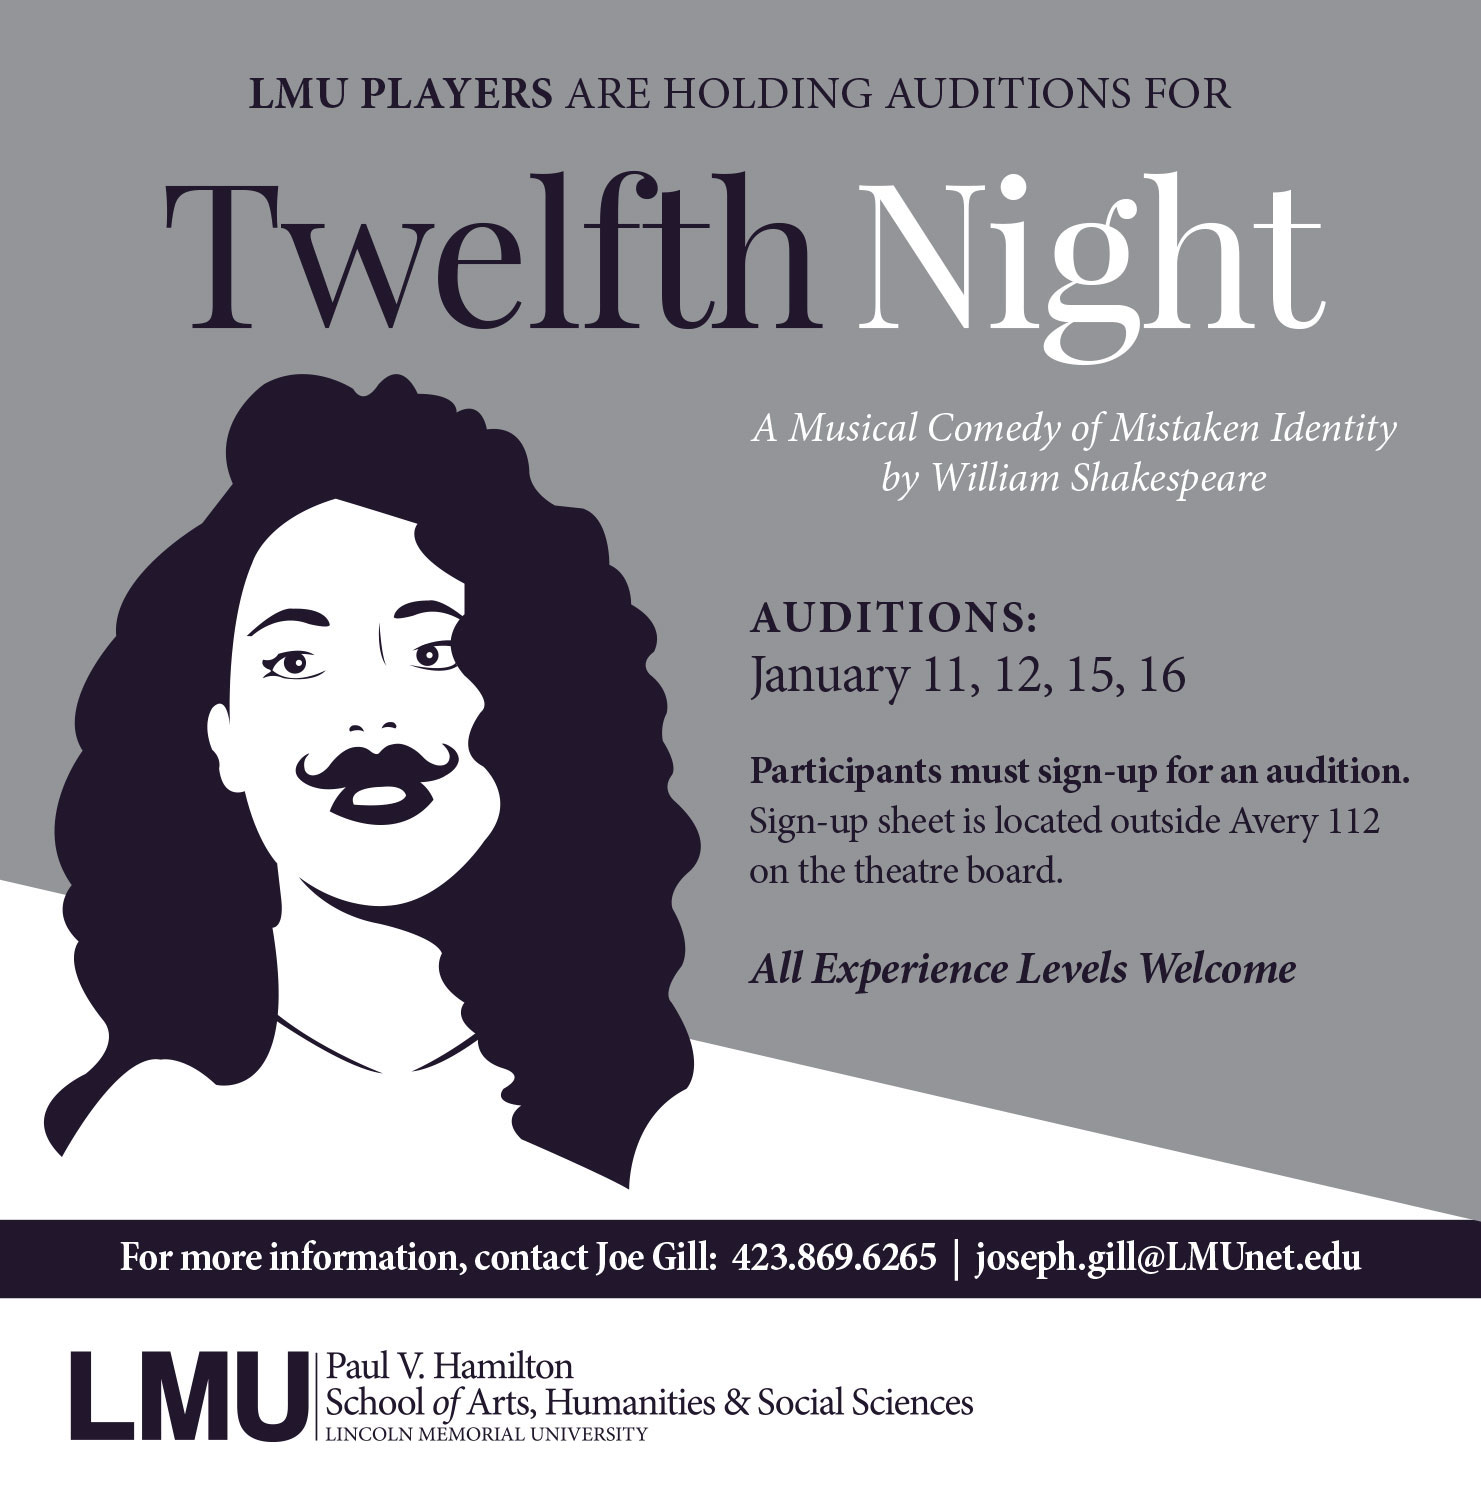 LMU PLAYERS ARE HOLDING AUDITIONS FOR
Twelfth Night
A Musical Comedy of Mistaken Identity
by William Shakespeare
AUDITIONS:
January 11, 12, 15, 16
Participants must sign-up for an audition.
Sign-up sheet is located outside Avery 112
on the theatre board.
All Experience Levels Welcome
For more information, contact Joe Gill: 423.869.6265 | joseph.gill@LMUnet.edu
LMU
Paul V. Hamilton
School of Arts, Humanities & Social Sciences
LINCOLN MEMORIAL UNIVERSITY